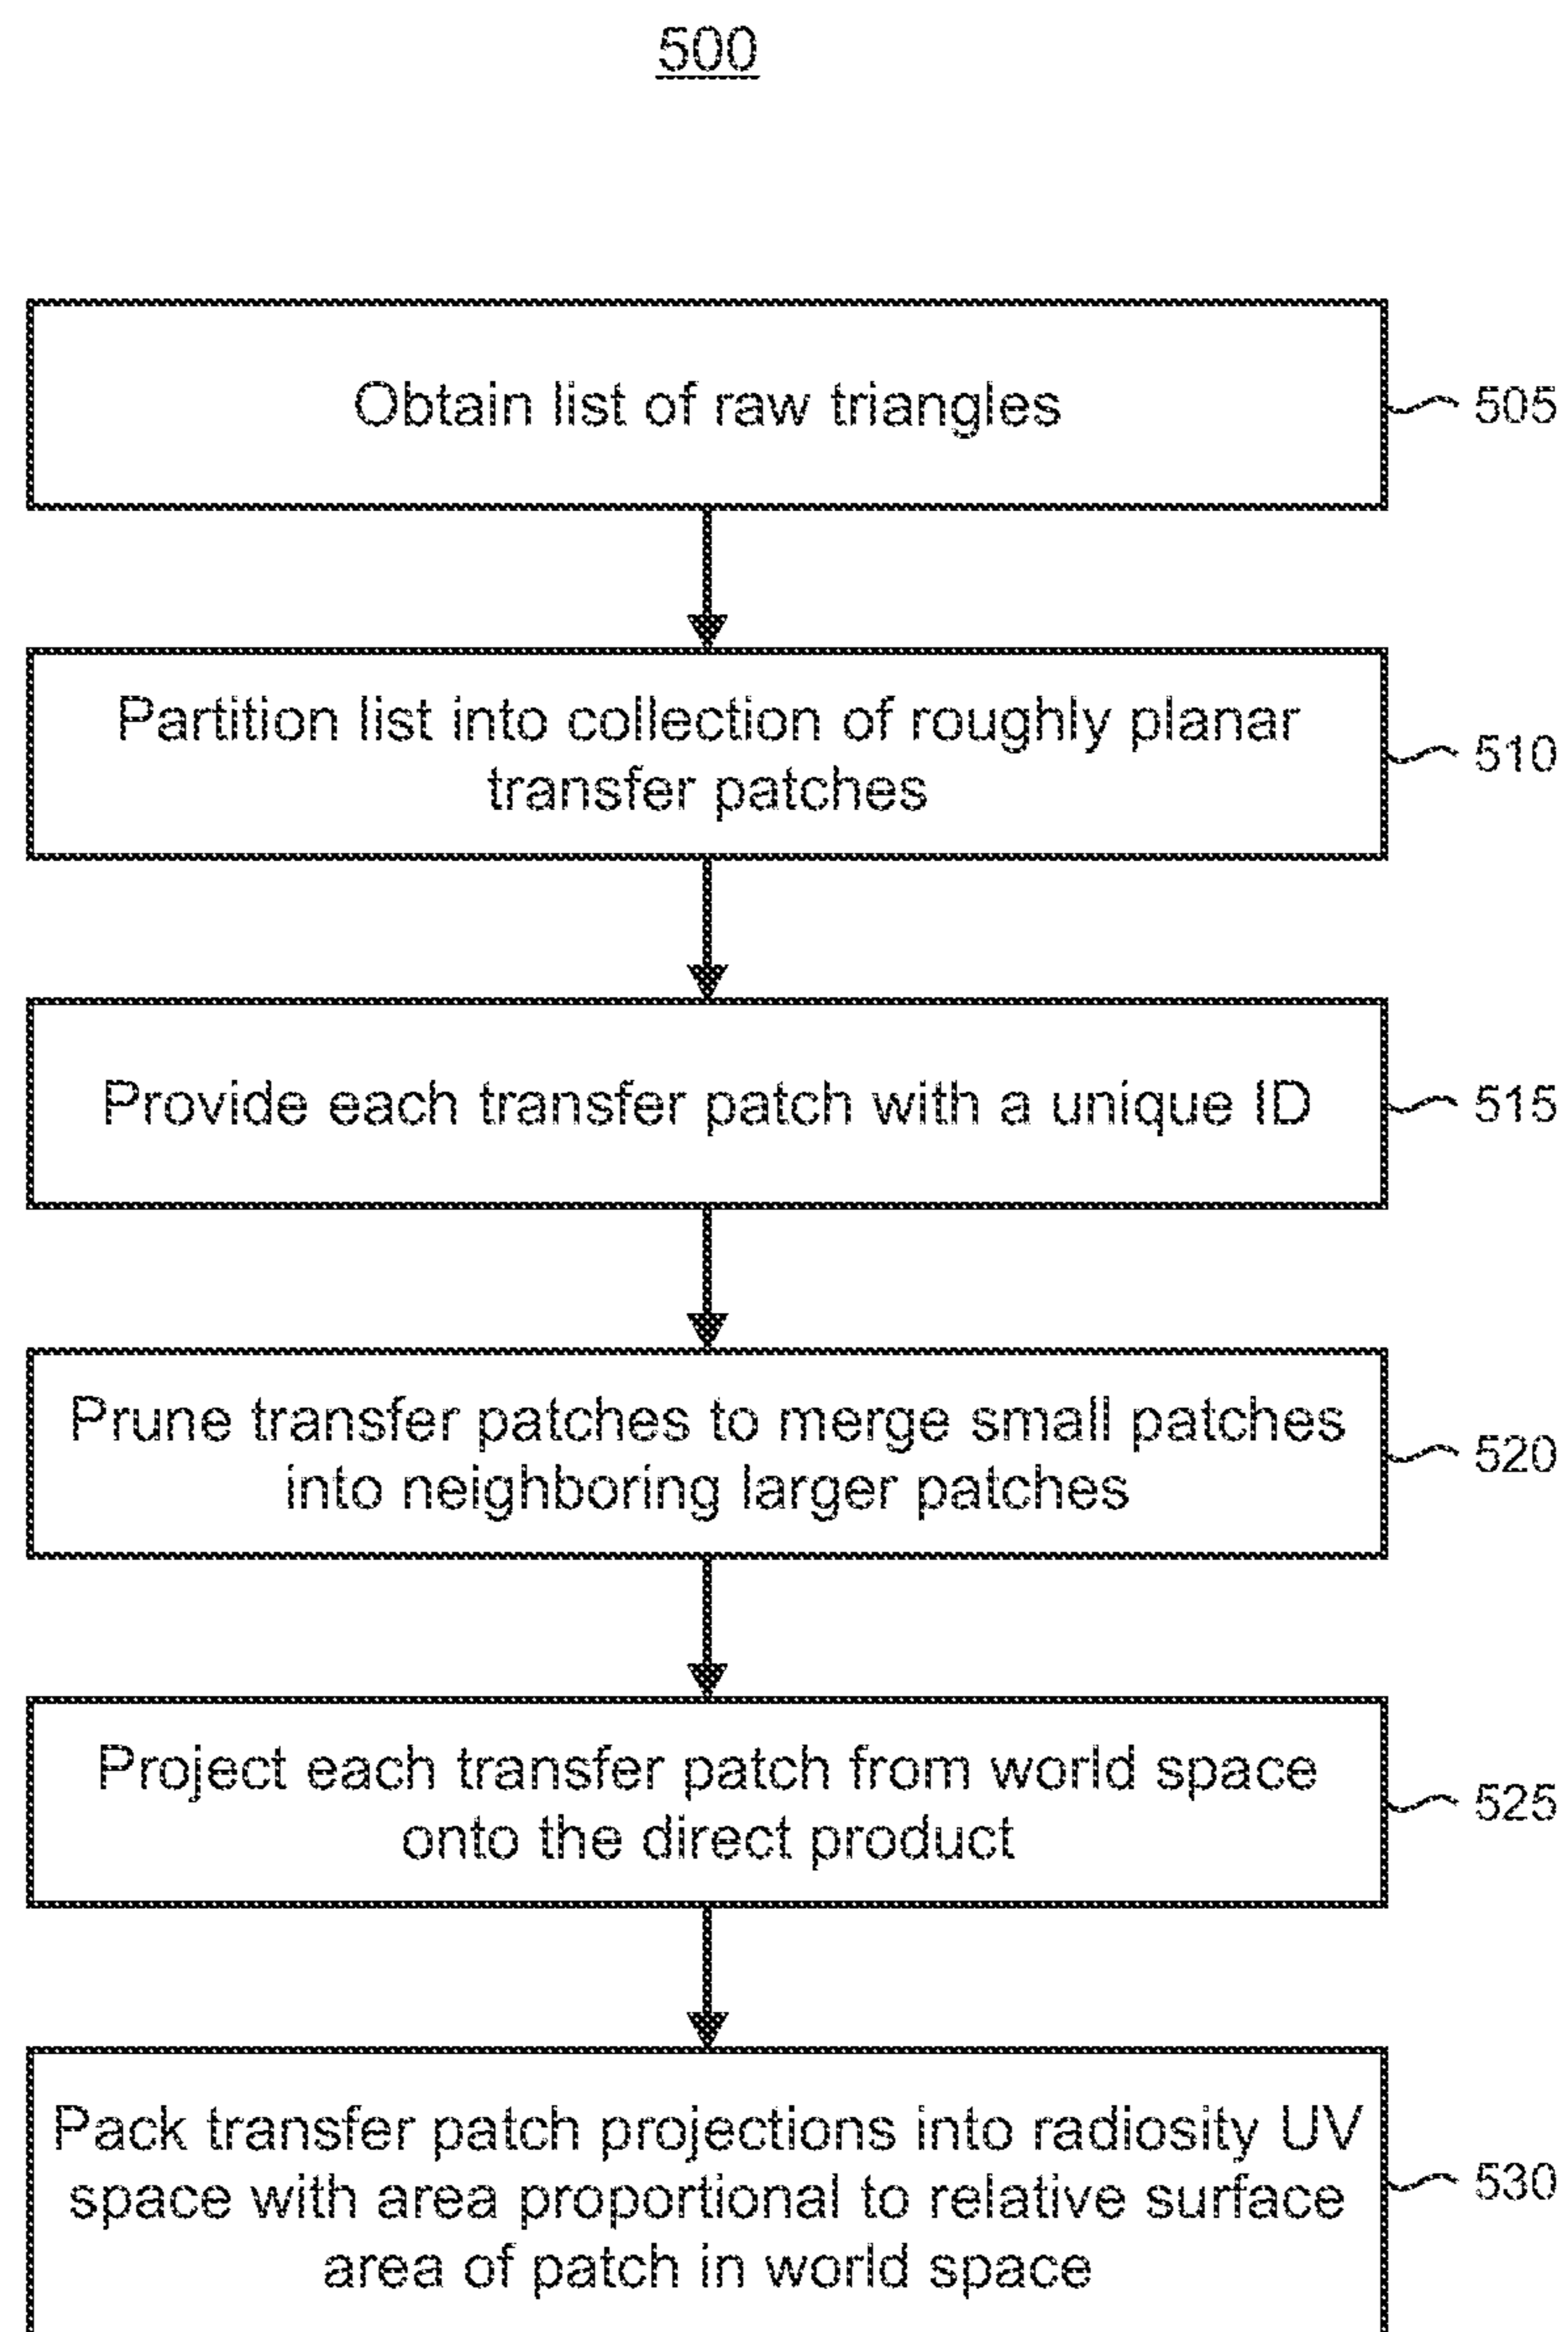 500
Obtain list of raw triangles
505
Partition list into collection of roughly planar
transfer patches
510
Provide each transfer patch with a unique ID
515
Prune transfer patches to merge small patches
into neighboring larger patches
520
Project each transfer patch from world space
onto the direct product
525
Pack transfer patch projections into radiosity UV
space with area proportional to relative surface
area of patch in world space
530